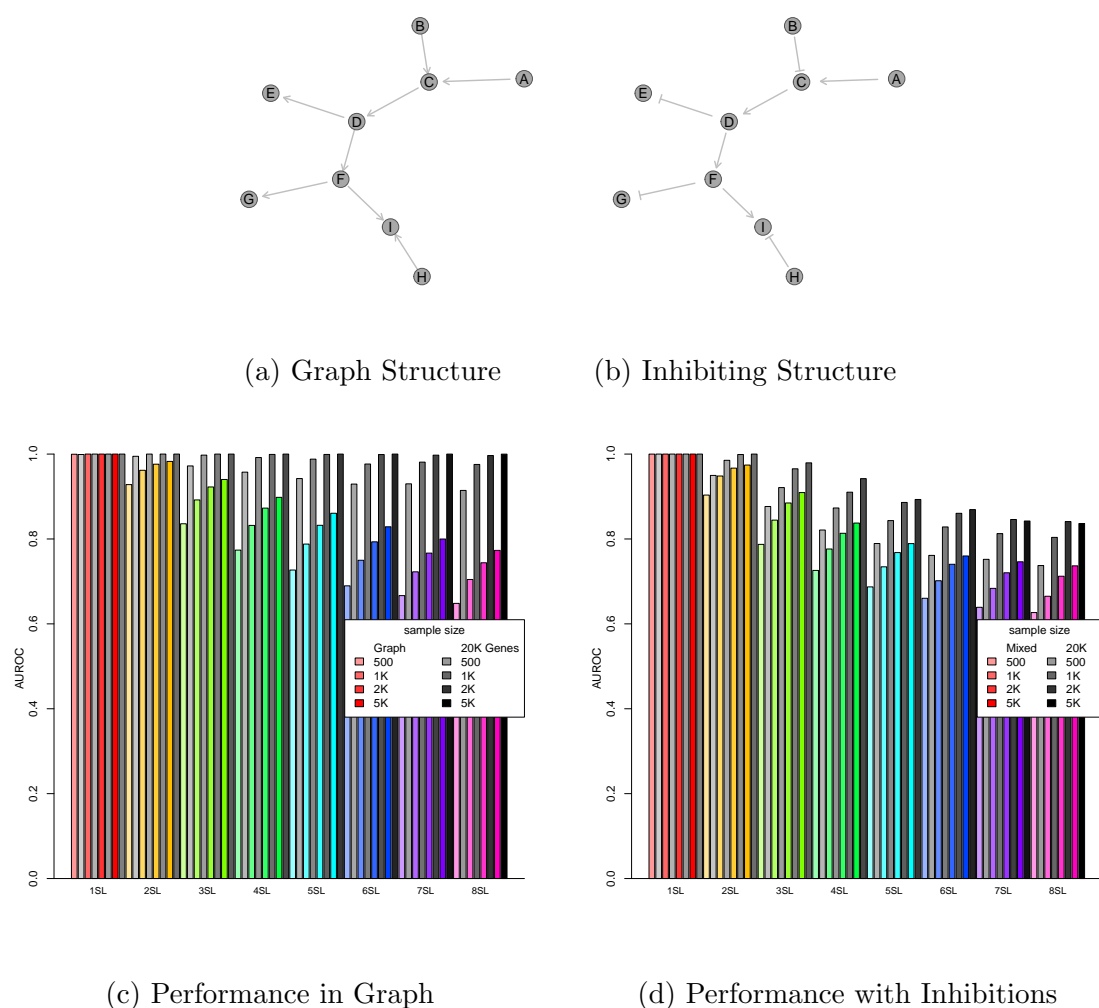 B
C
A
E
D
F
G
I
H
B
C
A
E
D
F
G
I
H
(a) Graph Structure
(b) Inhibiting Structure
AUROC
0.0
0.2
0.4
0.6
0.8
1.0
1SL 2SL 3SL 4SL 5SL 6SL 7SL 8SL
sample size
Graph 20K Genes
500 500
1K 1K
2K 2K
5K 5K
AUROC
0.0
0.2
0.4
0.6
0.8
1.0
1SL 2SL 3SL 4SL 5SL 6SL 7SL 8SL
sample size
Mixed 20K
500 500
1K 1K
2K 2K
5K 5K
(c) Performance in Graph
(d) Performance with Inhibitions